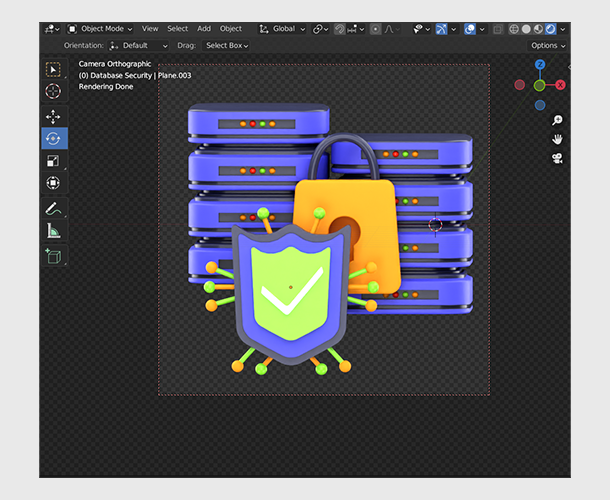 Object Mode View Select Add Object Global
Orientation: Default Drag: Select Box Options
Camera Orthographic
(0) Database Security | Plane.003
Rendering Done
Z
X